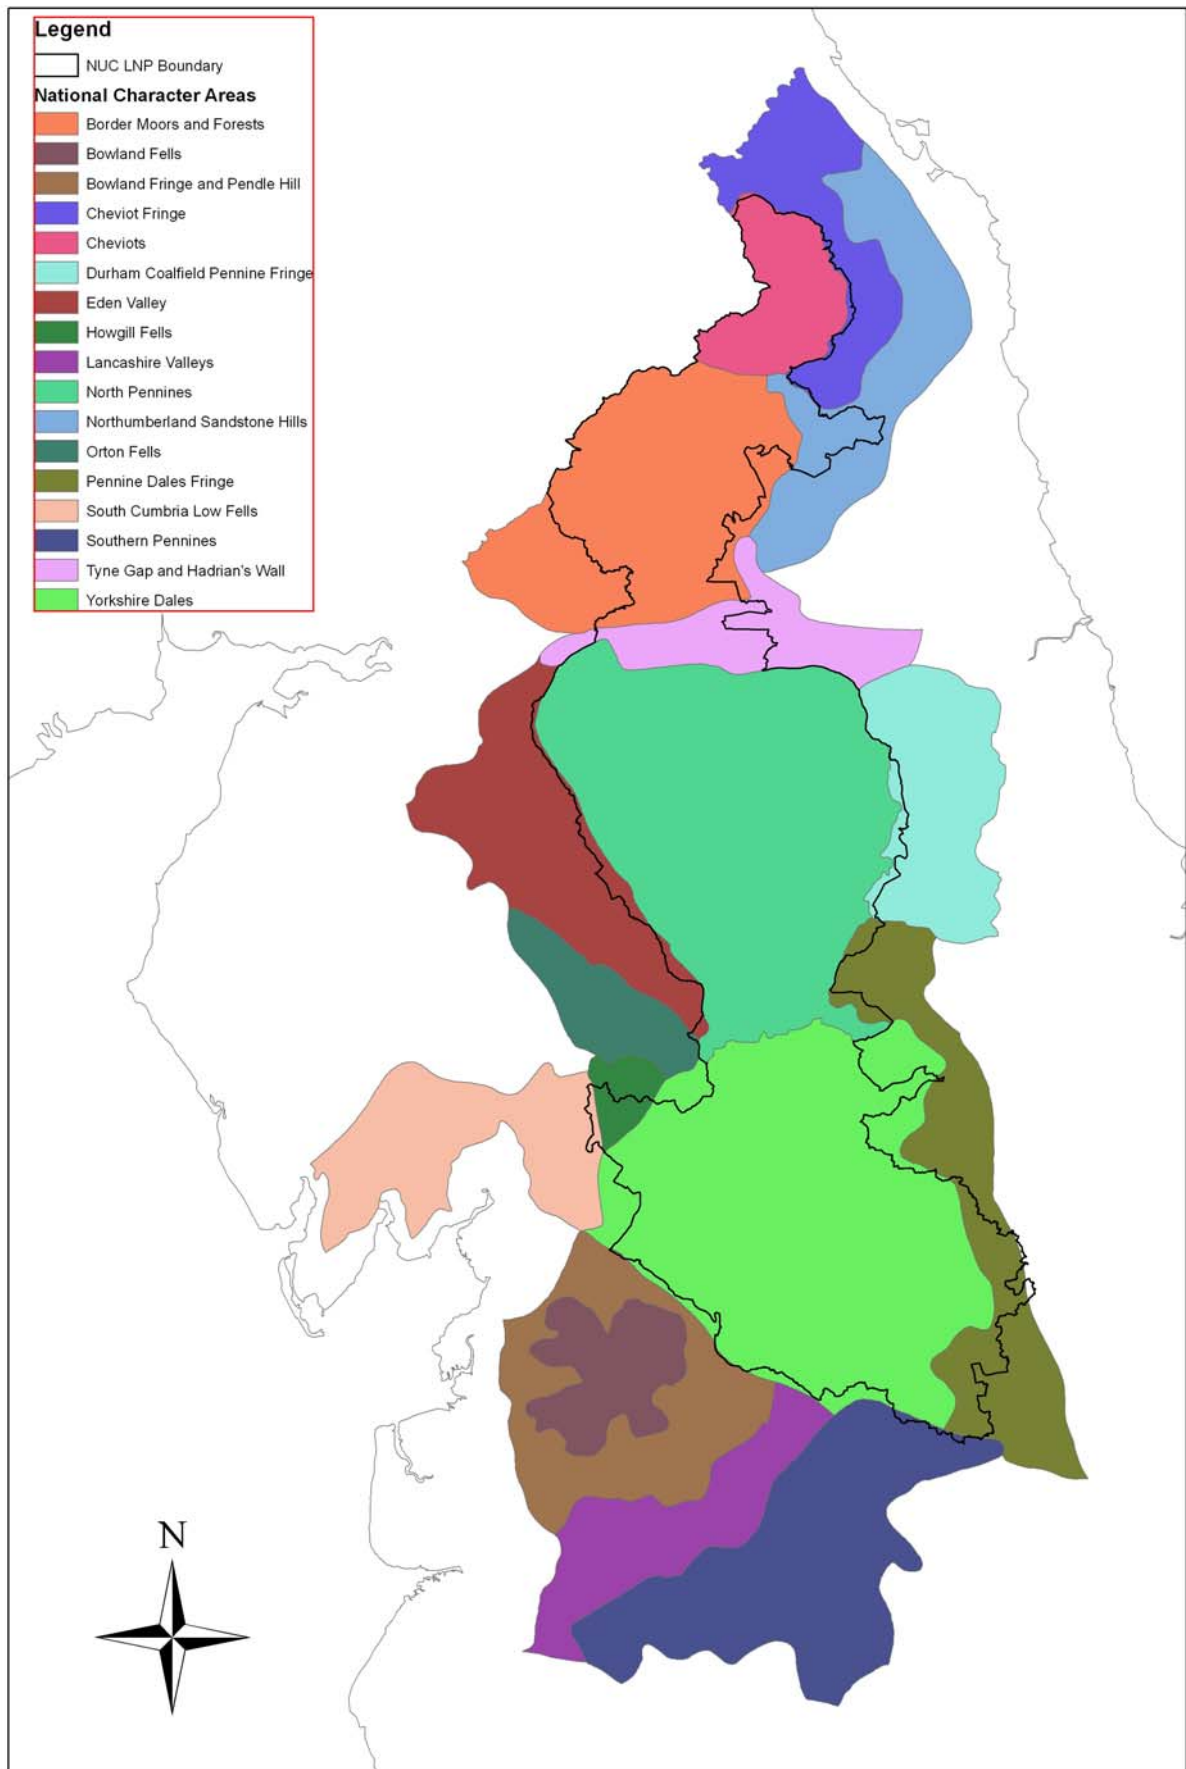 Legend
NUC LNP Boundary
National Character Areas
Border Moors and Forests
Bowland Fells
Bowland Fringe and Pendle Hill
Cheviot Fringe
Cheviots
Durham Coalfield Pennine Fringe
Eden Valley
Howgill Fells
Lancashire Valleys
North Pennines
Northumberland Sandstone Hills
Orton Fells
Pennine Dales Fringe
South Cumbria Low Fells
Southern Pennines
Tyne Gap and Hadrian's Wall
Yorkshire Dales
N